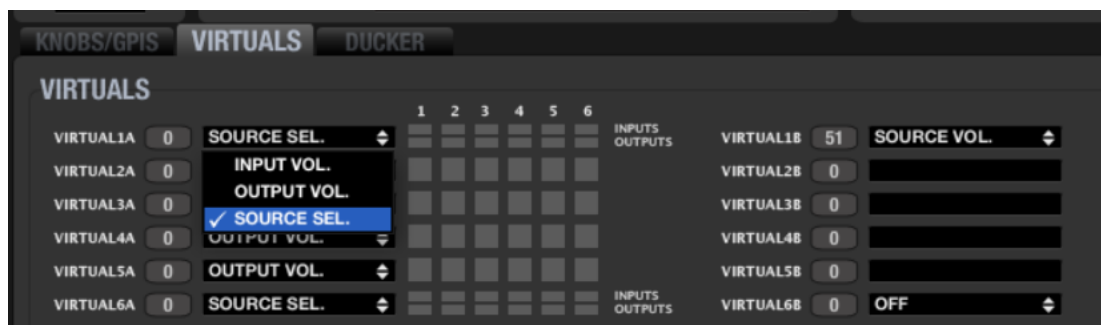 KNOBS/GPIS VIRTUALS DUCKER
VIRTUALS
1 2 3 4 5 6
VIRTUAL1A 0 SOURCE SEL. INPUTS OUTPUTS VIRTUAL1B 51 SOURCE VOL.
VIRTUAL2A 0 INPUT VOL. VIRTUAL2B 0
OUTPUT VOL.
VIRTUAL3A 0 ✓ SOURCE SEL. VIRTUAL3B 0
VIRTUAL4A 0 OUTPUT VOL. VIRTUAL4B 0
VIRTUAL5A 0 OUTPUT VOL. VIRTUAL5B 0
VIRTUAL6A 0 SOURCE SEL. INPUTS OUTPUTS VIRTUAL6B 0 OFF